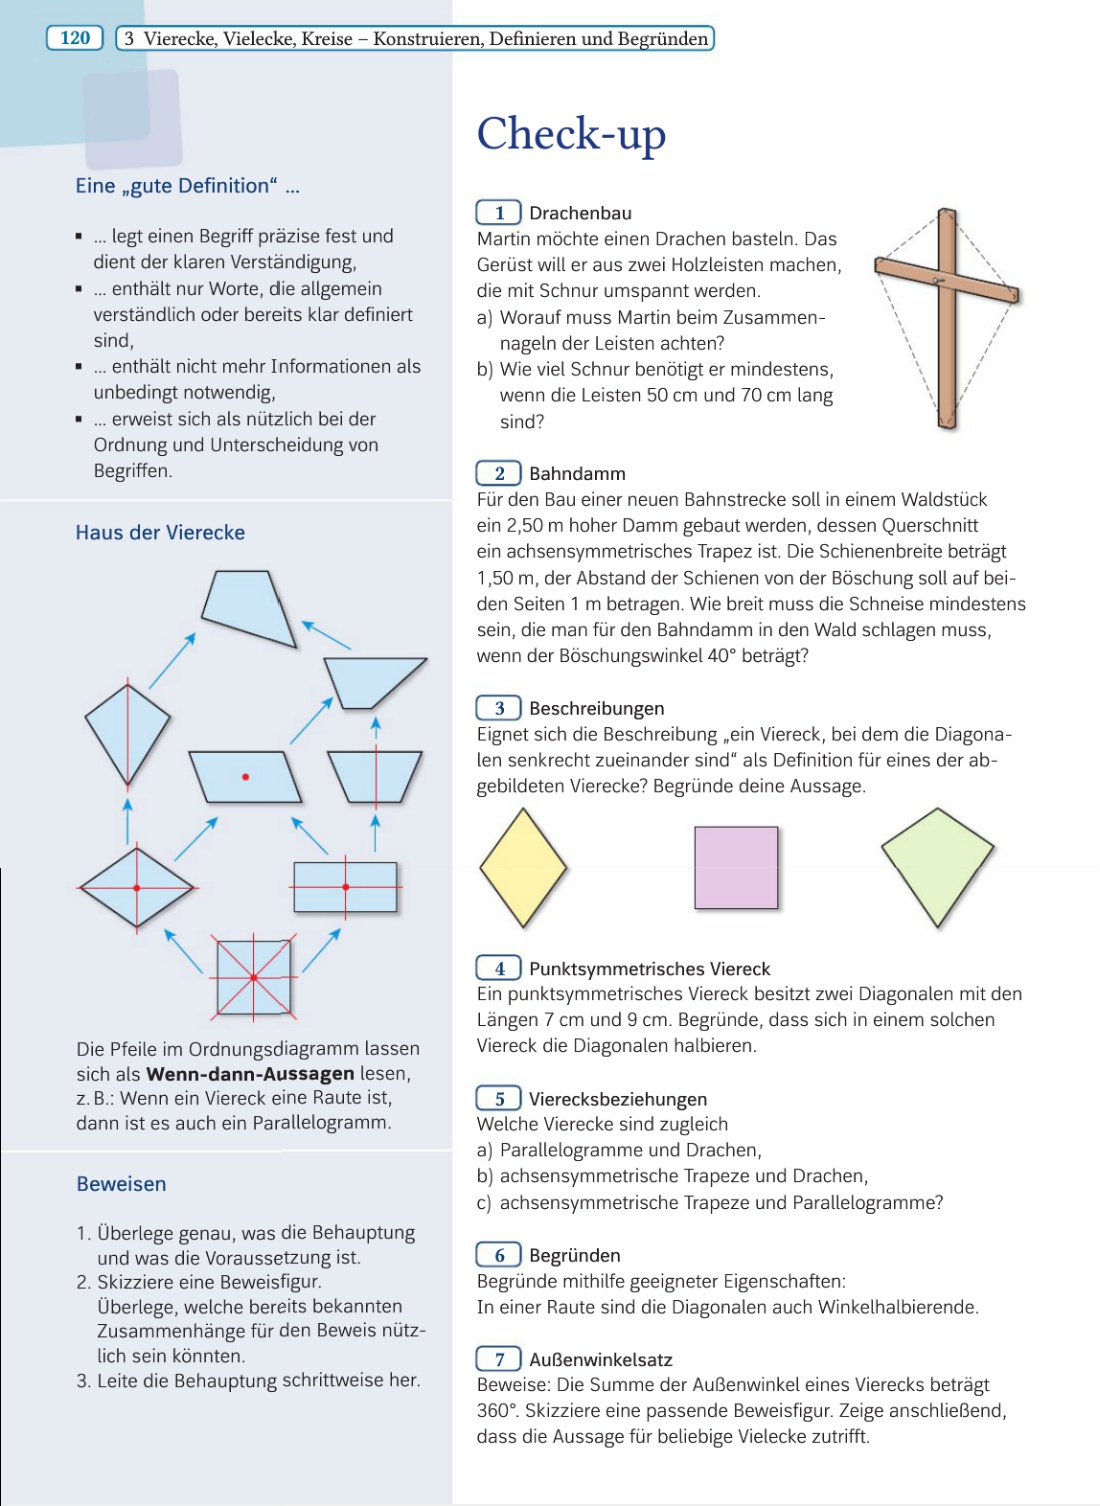 120
3 Vierecke, Vielecke, Kreise – Konstruieren, Definieren und Begründen
Eine „gute Definition“ ...
▪ ... legt einen Begriff präzise fest und
dient der klaren Verständigung,
▪ ... enthält nur Worte, die allgemein
verständlich oder bereits klar definiert
sind,
▪ ... enthält nicht mehr Informationen als
unbedingt notwendig,
▪ ... erweist sich als nützlich bei der
Ordnung und Unterscheidung von
Begriffen.
Haus der Vierecke
Die Pfeile im Ordnungsdiagramm lassen
sich als Wenn-dann-Aussagen lesen,
z. B.: Wenn ein Viereck eine Raute ist,
dann ist es auch ein Parallelogramm.
Beweisen
1. Überlege genau, was die Behauptung
und was die Voraussetzung ist.
2. Skizziere eine Beweisfigur.
Überlege, welche bereits bekannten
Zusammenhänge für den Beweis nütz-
lich sein könnten.
3. Leite die Behauptung schrittweise her.
Check-up
1 Drachenbau
Martin möchte einen Drachen basteln. Das
Gerüst will er aus zwei Holzleisten machen,
die mit Schnur umspannt werden.
a) Worauf muss Martin beim Zusammen-
nageln der Leisten achten?
b) Wie viel Schnur benötigt er mindestens,
wenn die Leisten 50 cm und 70 cm lang
sind?
2 Bahndamm
Für den Bau einer neuen Bahnstrecke soll in einem Waldstück
ein 2,50 m hoher Damm gebaut werden, dessen Querschnitt
ein achsensymmetrisches Trapez ist. Die Schienenbreite beträgt
1,50 m, der Abstand der Schienen von der Böschung soll auf bei-
den Seiten 1 m betragen. Wie breit muss die Schneise mindestens
sein, die man für den Bahndamm in den Wald schlagen muss,
wenn der Böschungswinkel 40° beträgt?
3 Beschreibungen
Eignet sich die Beschreibung „ein Viereck, bei dem die Diagona-
len senkrecht zueinander sind“ als Definition für eines der ab-
gebildeten Vierecke? Begründe deine Aussage.
4 Punktsymmetrisches Viereck
Ein punktsymmetrisches Viereck besitzt zwei Diagonalen mit den
Längen 7 cm und 9 cm. Begründe, dass sich in einem solchen
Viereck die Diagonalen halbieren.
5 Vierecksbeziehungen
Welche Vierecke sind zugleich
a) Parallelogramme und Drachen,
b) achsensymmetrische Trapeze und Drachen,
c) achsensymmetrische Trapeze und Parallelogramme?
6 Begründen
Begründe mithilfe geeigneter Eigenschaften:
In einer Raute sind die Diagonalen auch Winkelhalbierende.
7 Außenwinkelsatz
Beweise: Die Summe der Außenwinkel eines Vierecks beträgt
360°. Skizziere eine passende Beweisfigur. Zeige anschließend,
dass die Aussage für beliebige Vielecke zutrifft.